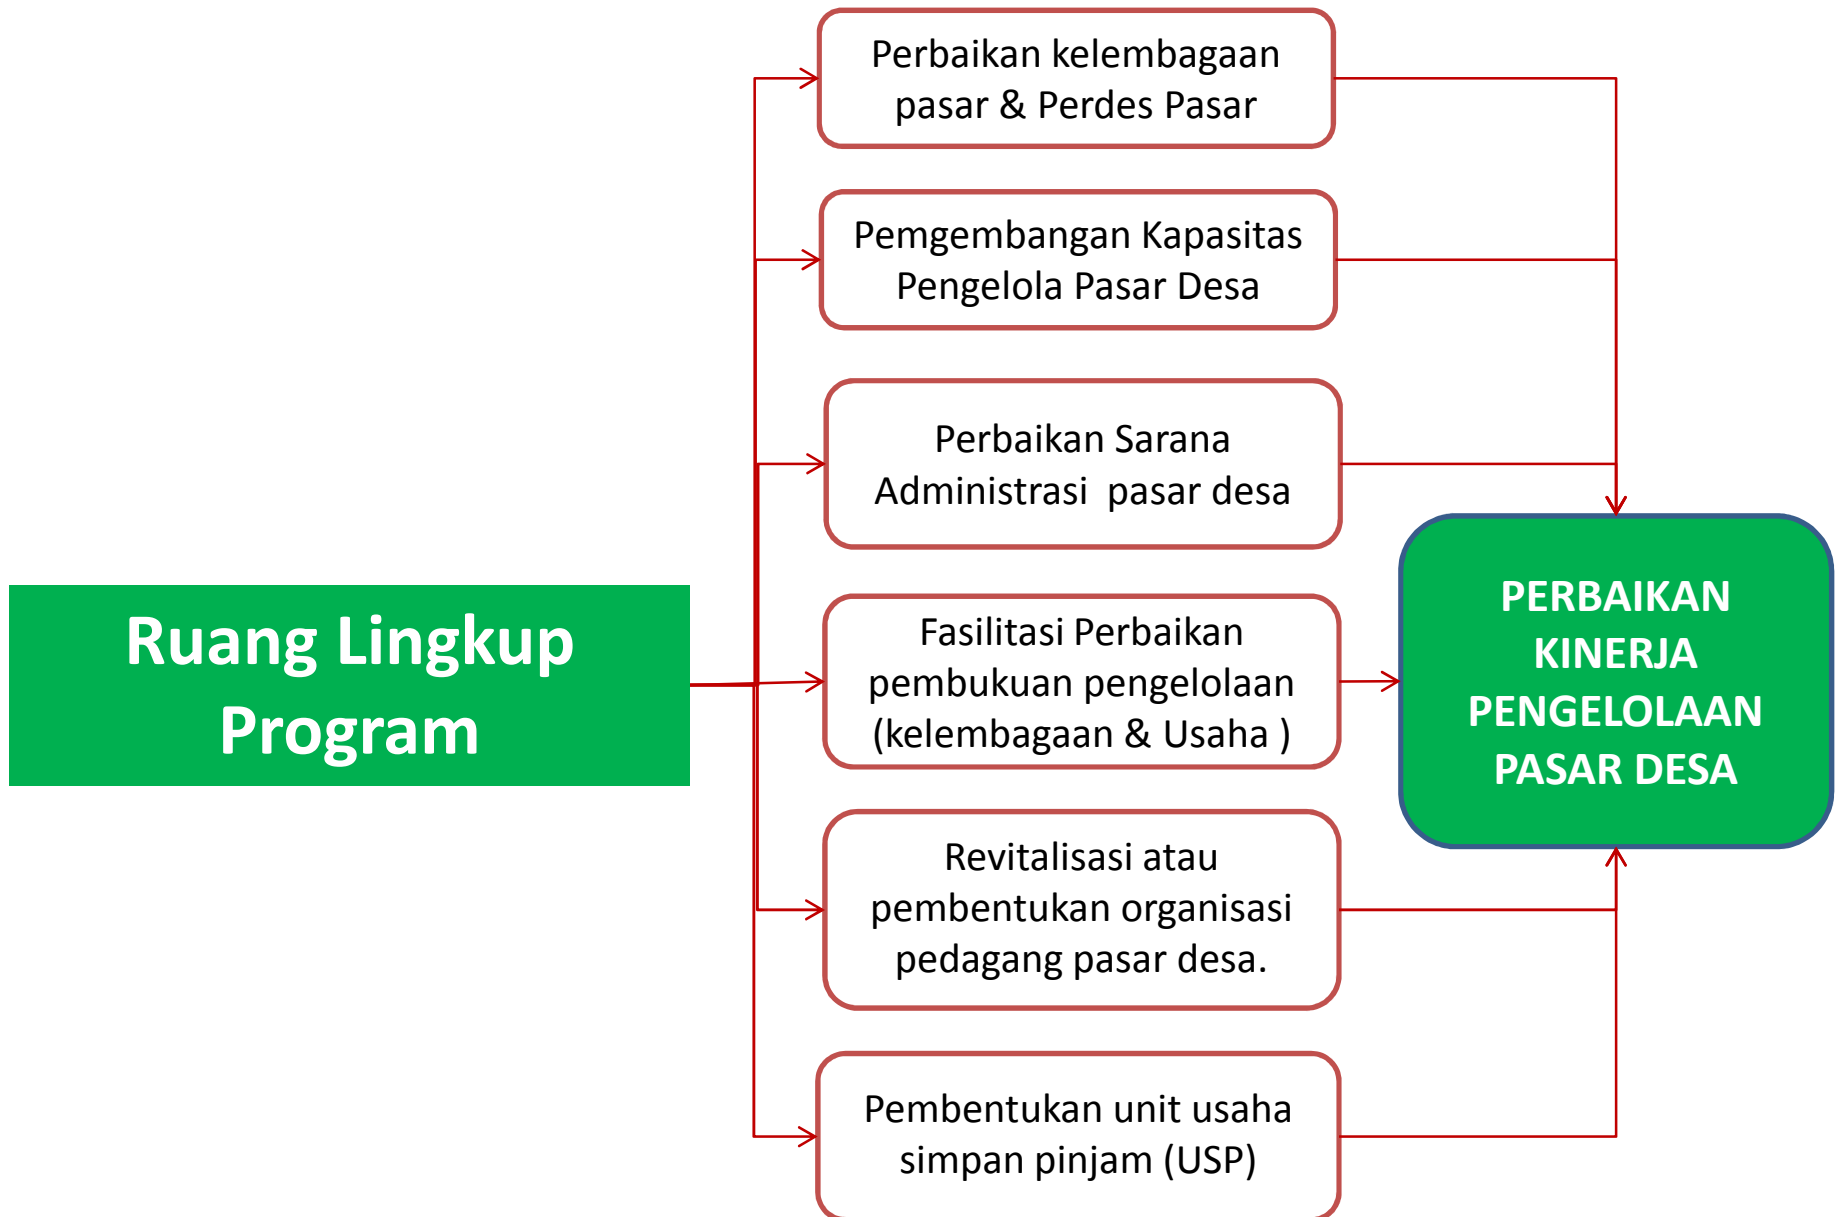 Ruang Lingkup
Program
Perbaikan kelembagaan
pasar & Perdes Pasar
Pemgembangan Kapasitas
Pengelola Pasar Desa
Perbaikan Sarana
Administrasi  pasar desa
Fasilitasi Perbaikan
pembukuan pengelolaan
(kelembagaan & Usaha )
Revitalisasi atau
pembentukan organisasi
pedagang pasar desa.
Pembentukan unit usaha
simpan pinjam (USP)
PERBAIKAN
KINERJA
PENGELOLAAN
PASAR DESA